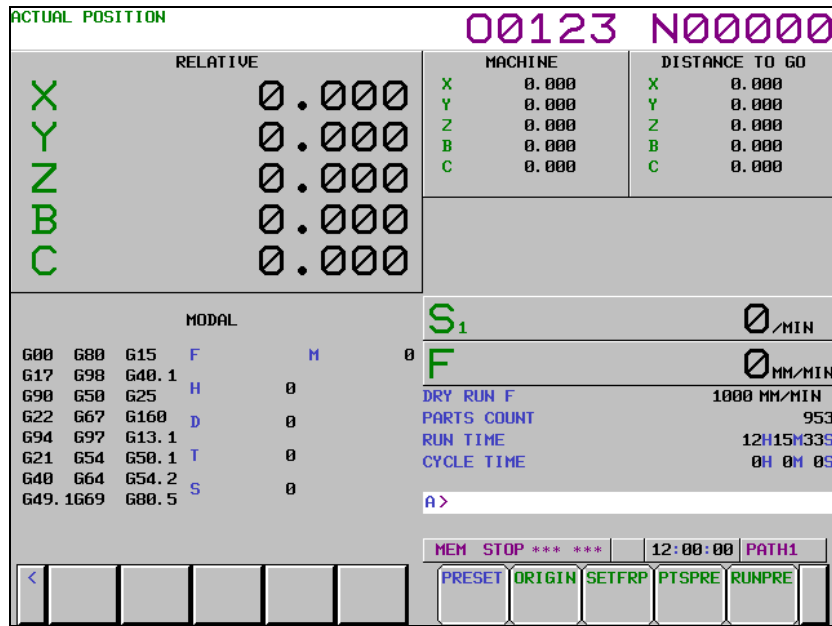 ACTUAL POSITION
O0123 N00000
RELATIVE
X 0.000
Y 0.000
Z 0.000
B 0.000
C 0.000
MACHINE
X 0.000
Y 0.000
Z 0.000
B 0.000
C 0.000
DISTANCE TO GO
X 0.000
Y 0.000
Z 0.000
B 0.000
C 0.000
MODAL
G00 G80 G15 F M 0
G17 G98 G40.1
G90 G50 G25 H 0
G22 G67 G160 D 0
G94 G97 G13.1
G21 G54 G50.1 T 0
G40 G64 G54.2 S 0
G49.1G69 G80.5
S1 0/MIN
F 0MM/MIN
DRY RUN F 1000 MM/MIN
PARTS COUNT 953
RUN TIME 12H15M33S
CYCLE TIME 0H 0M 0S
A>
MEM STOP *** *** 12:00:00 PATH1
< PRESET ORIGIN SETFRP PTSPRE RUNPRE